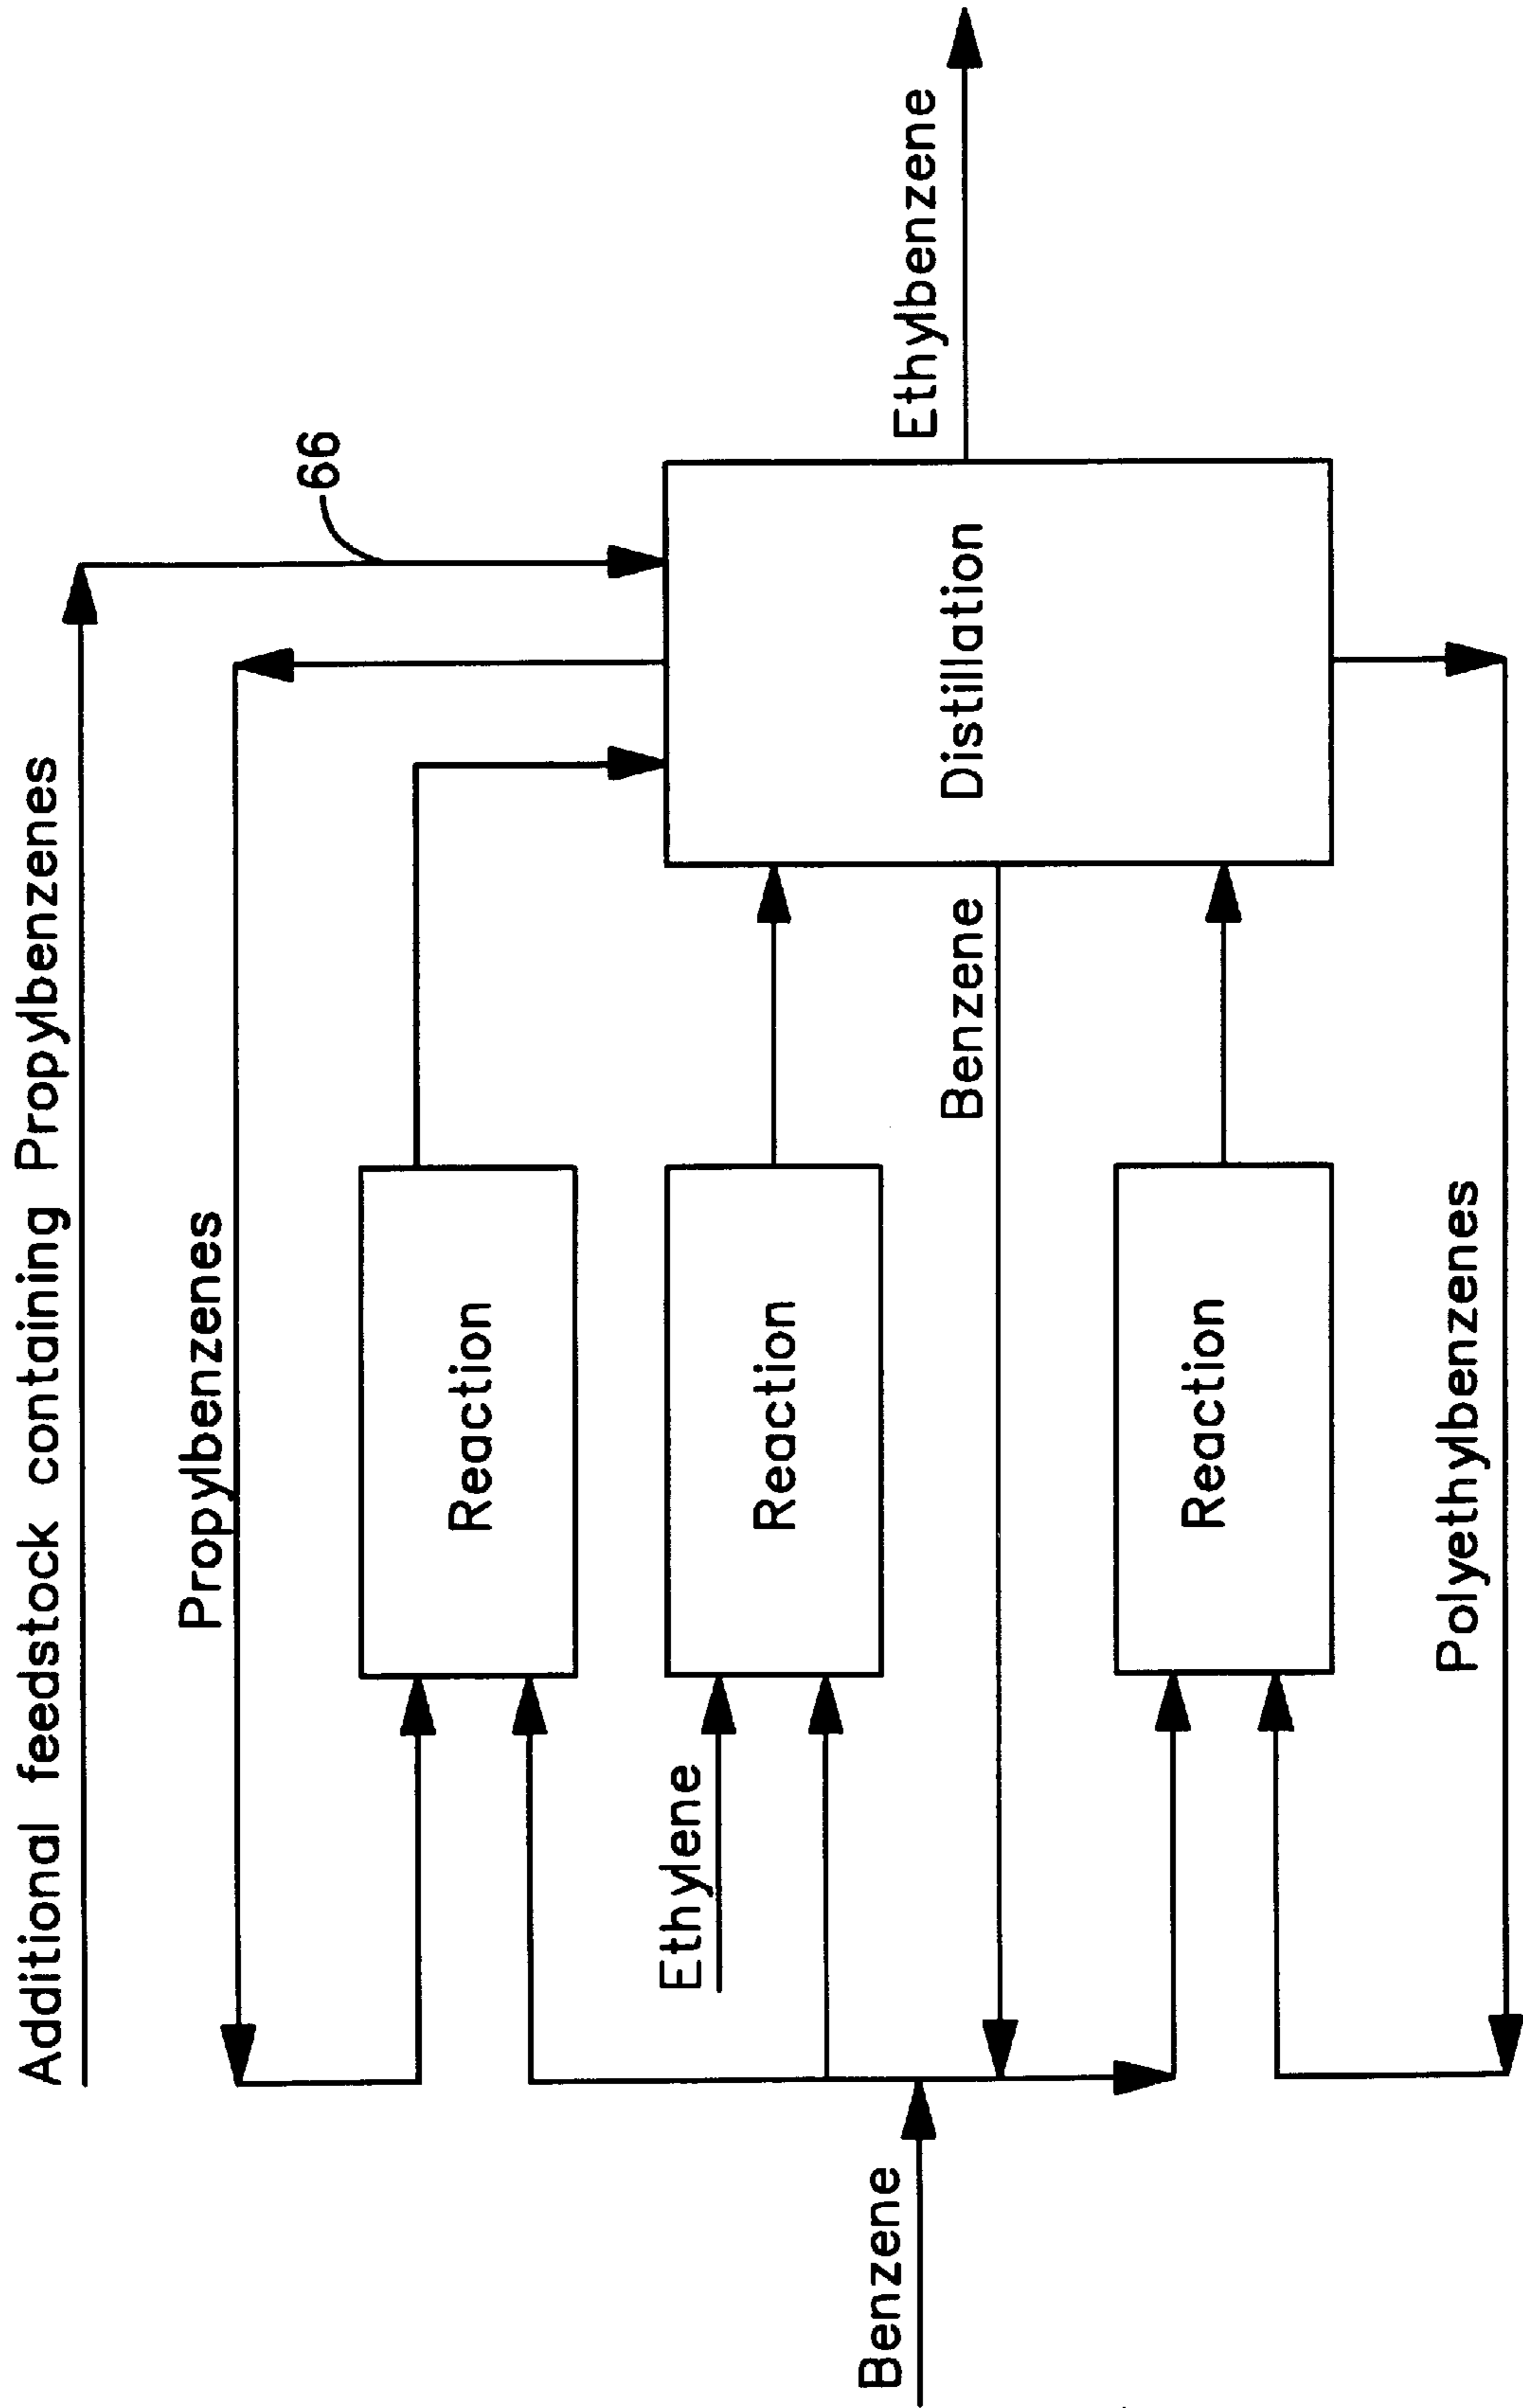 Additional feedstock containing Propylbenzenes
66
Propylbenzenes
Reaction
Ethylene
Reaction
Distillation
Ethylbenzene
Benzene
Benzene
Reaction
Polyethylbenzenes